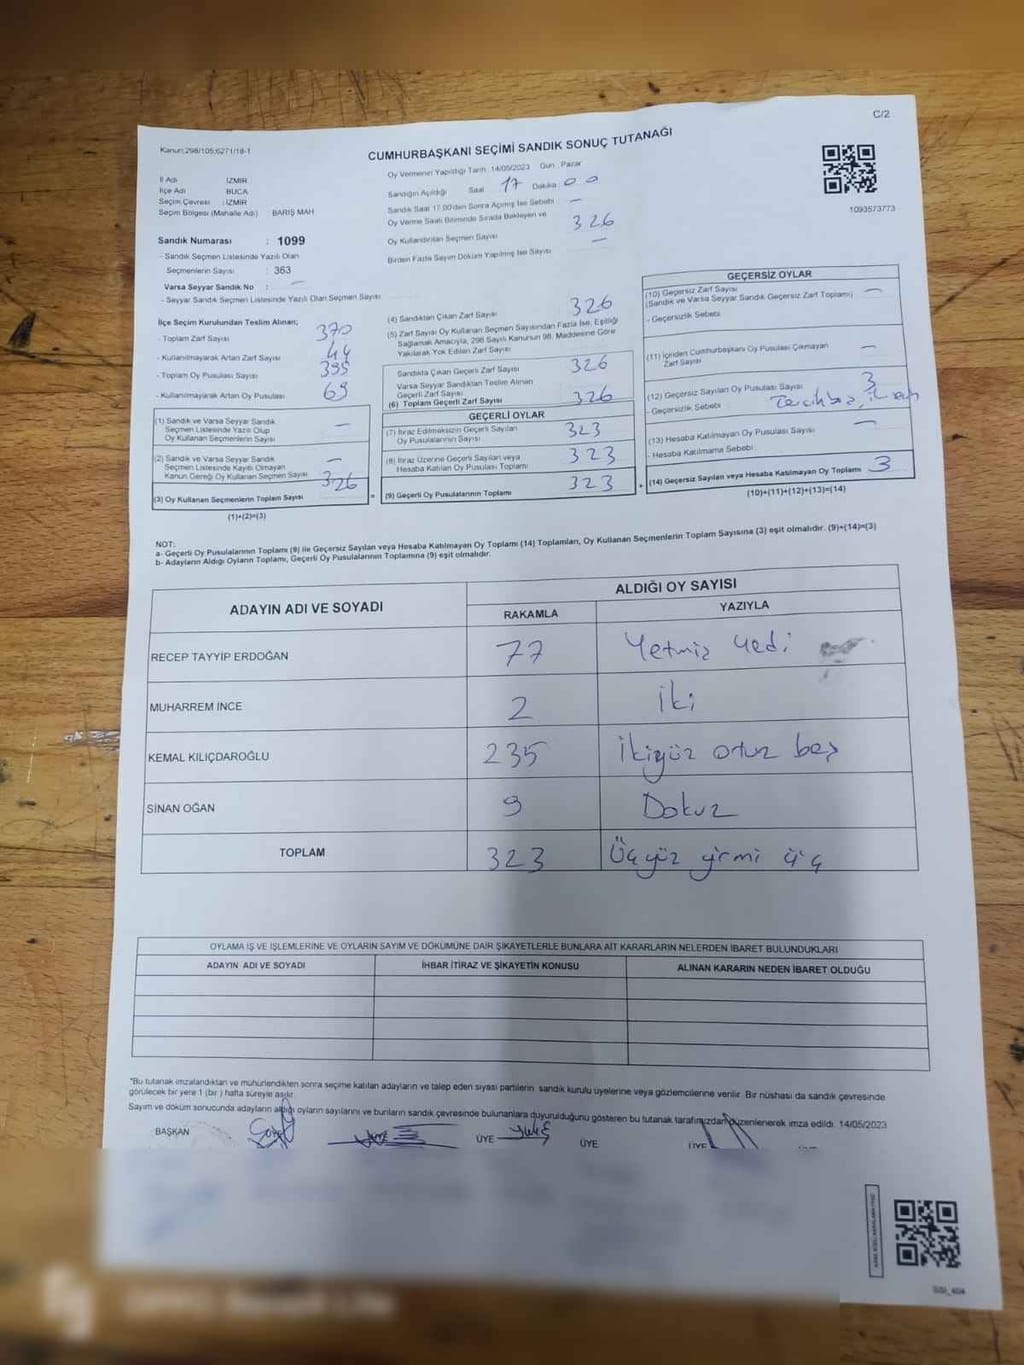 C/2
Kanun:298/105;6271/18-1
CUMHURBAŞKANI SEÇİMİ SANDIK SONUÇ TUTANAĞI
İl Adı İZMİR
İlçe Adı BUCA
Seçim Çevresi : İZMİR
Seçim Bölgesi (Mahalle Adı) BARIŞ MAH
Sandık Numarası : 1099
- Sandık Seçmen Listesinde Yazılı Olan
Seçmenlerin Sayısı : 363
Varsa Seyyar Sandık No : —
- Seyyar Sandık Seçmen Listesinde Yazılı Olan Seçmen Sayısı
Oy Vermenin Yapıldığı Tarih 14/05/2023 Gün Pazar
Sandığın Açıldığı Saat 17 Dakika 00
Sandık Saat 17.00'den Sonra Açılmış İse Sebebi —
Oy Verme Saati Bitiminde Sırada Bekleyen ve
Oy Kullandırılan Seçmen Sayısı 326
Birden Fazla Sayım Döküm Yapılmış İse Sayısı —
1093573773
İlçe Seçim Kurulundan Teslim Alınan;
- Toplam Zarf Sayısı 370
- Kullanılmayarak Artan Zarf Sayısı 44
- Toplam Oy Pusulası Sayısı 395
- Kullanılmayarak Artan Oy Pusulası 69
(1) Sandık ve Varsa Seyyar Sandık
Seçmen Listesinde Yazılı Olup
Oy Kullanan Seçmenlerin Sayısı —
(2) Sandık ve Varsa Seyyar Sandık
Seçmen Listesinde Kayıtlı Olmayan
Kanun Gereği Oy Kullanan Seçmen Sayısı —
(3) Oy Kullanan Seçmenlerin Toplam Sayısı 326
(1)+(2)=(3)
(4) Sandıktan Çıkan Zarf Sayısı 326
(5) Zarf Sayısı Oy Kullanan Seçmen Sayısından Fazla İse, Eşitliği
Sağlamak Amacıyla, 298 Sayılı Kanunun 98. Maddesine Göre
Yakılarak Yok Edilen Zarf Sayısı
Sandıkta Çıkan Geçerli Zarf Sayısı 326
Varsa Seyyar Sandıktan Teslim Alınan
Geçerli Zarf Sayısı
(6) Toplam Geçerli Zarf Sayısı 326
GEÇERLİ OYLAR
(7) İtiraz Edilmeksizin Geçerli Sayılan
Oy Pusulalarının Sayısı 323
(8) İtiraz Üzerine Geçerli Sayılan veya
Hesaba Katılan Oy Pusulası Toplamı 323
= (9) Geçerli Oy Pusulalarının Toplamı 323
GEÇERSİZ OYLAR
(10) Geçersiz Zarf Sayısı —
(Sandık ve Varsa Seyyar Sandık Geçersiz Zarf Toplamı)
- Geçersizlik Sebebi
(11) İçinden Cumhurbaşkanı Oy Pusulası Çıkmayan
Zarf Sayısı —
(12) Geçersiz Sayılan Oy Pusulası Sayısı 3
- Geçersizlik Sebebi
(13) Hesaba Katılmayan Oy Pusulası Sayısı —
- Hesaba Katılmama Sebebi
+ (14) Geçersiz Sayılan veya Hesaba Katılmayan Oy Toplamı 3
(10)+(11)+(12)+(13)=(14)
NOT:
a- Geçerli Oy Pusulalarının Toplamı (9) ile Geçersiz Sayılan veya Hesaba Katılmayan Oy Toplamı (14) Toplamları, Oy Kullanan Seçmenlerin Toplam Sayısına (3) eşit olmalıdır. (9)+(14)=(3)
b- Adayların Aldığı Oyların Toplamı, Geçerli Oy Pusulalarının Toplamına (9) eşit olmalıdır.
ADAYIN ADI VE SOYADI ALDIĞI OY SAYISI
RAKAMLA YAZIYLA
RECEP TAYYİP ERDOĞAN 77 Yetmiş Yedi
MUHARREM İNCE 2 İki
KEMAL KILIÇDAROĞLU 235 İkiyüz otuz beş
SİNAN OĞAN 9 Dokuz
TOPLAM 323 Üçyüz yirmi üç
OYLAMA İŞ VE İŞLEMLERİNE VE OYLARIN SAYIM VE DÖKÜMÜNE DAİR ŞİKAYETLERLE BUNLARA AİT KARARLARIN NELERDEN İBARET BULUNDUKLARI
ADAYIN ADI VE SOYADI İHBAR İTİRAZ VE ŞİKAYETİN KONUSU ALINAN KARARIN NEDEN İBARET OLDUĞU
*Bu tutanak imzalandıktan ve mühürlendikten sonra seçime katılan adayların ve talep eden siyasi partilerin sandık kurulu üyelerine veya gözlemcilerine verilir. Bir nüshası da sandık çevresinde
görülecek bir yere 1 (bir) hafta süreyle asılır.
Sayım ve döküm sonucunda adayların aldığı oyların sayılarını ve bunların sandık çevresinde bulunanlara duyurulduğunu gösteren bu tutanak tarafımızdan düzenlenerek imza edildi. 14/05/2023
BAŞKAN ÜYE ÜYE ÜYE ÜYE